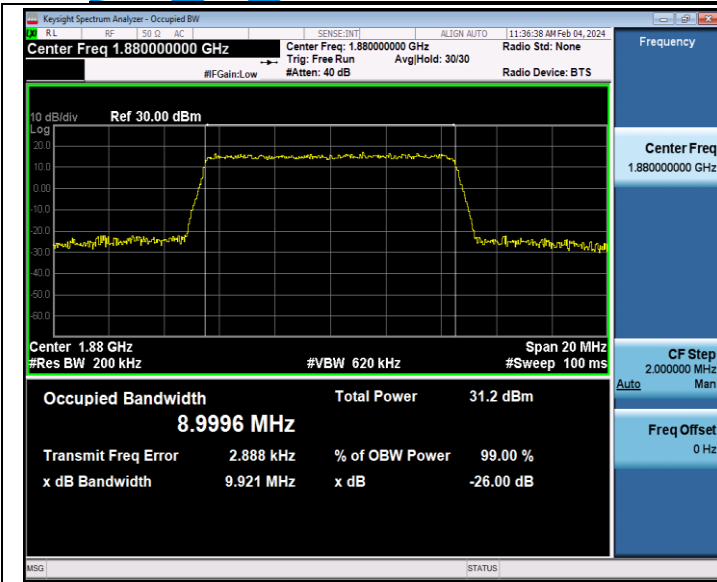 Keysight Spectrum Analyzer - Occupied BW
RL RF 50 Ω AC SENSE:INT ALIGN AUTO 11:36:38 AM Feb 04, 2024
Center Freq 1.880000000 GHz
Center Freq: 1.880000000 GHz Radio Std: None
Trig: Free Run Avg|Hold: 30/30
#IFGain:Low #Atten: 40 dB Radio Device: BTS
10 dB/div Ref 30.00 dBm
Log
20.0
10.0
0.00
-10.0
-20.0
-30.0
-40.0
-50.0
-60.0
Center 1.88 GHz Span 20 MHz
#Res BW 200 kHz #VBW 620 kHz #Sweep 100 ms
Occupied Bandwidth Total Power 31.2 dBm
8.9996 MHz
Transmit Freq Error 2.888 kHz % of OBW Power 99.00 %
x dB Bandwidth 9.921 MHz x dB -26.00 dB
MSG STATUS
Frequency
Center Freq
1.880000000 GHz
CF Step
2.000000 MHz
Auto Man
Freq Offset
0 Hz